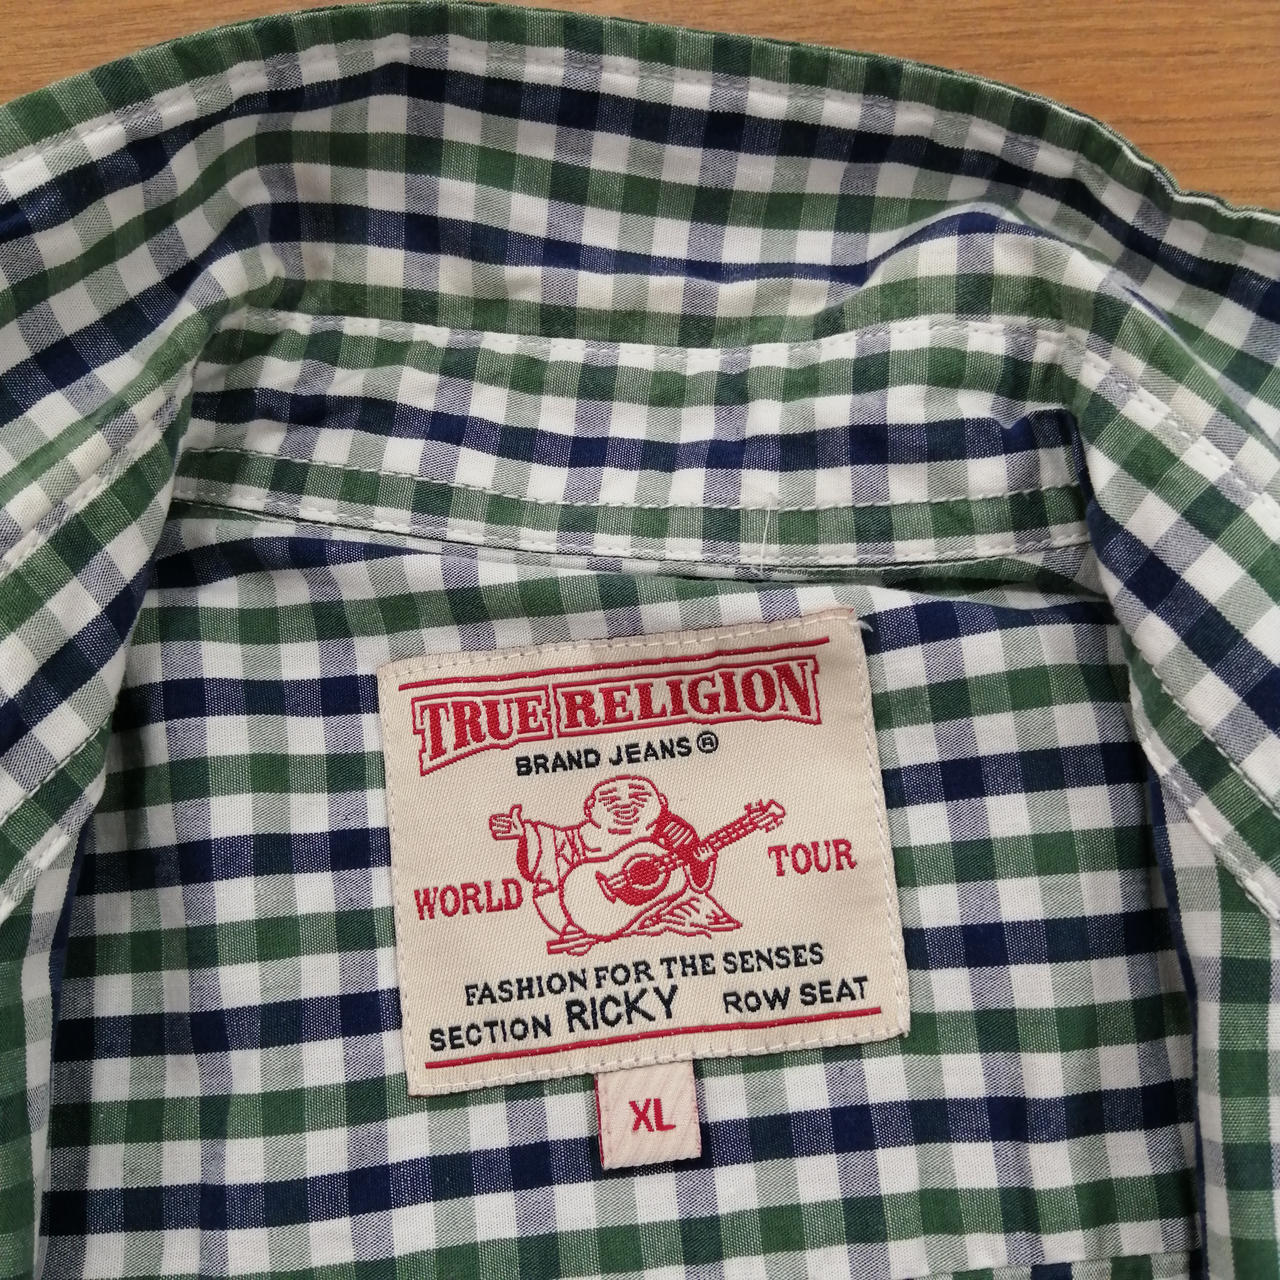 TRUE RELIGION
BRAND JEANS®
WORLD TOUR
FASHION FOR THE SENSES
SECTION RICKY ROW SEAT
XL